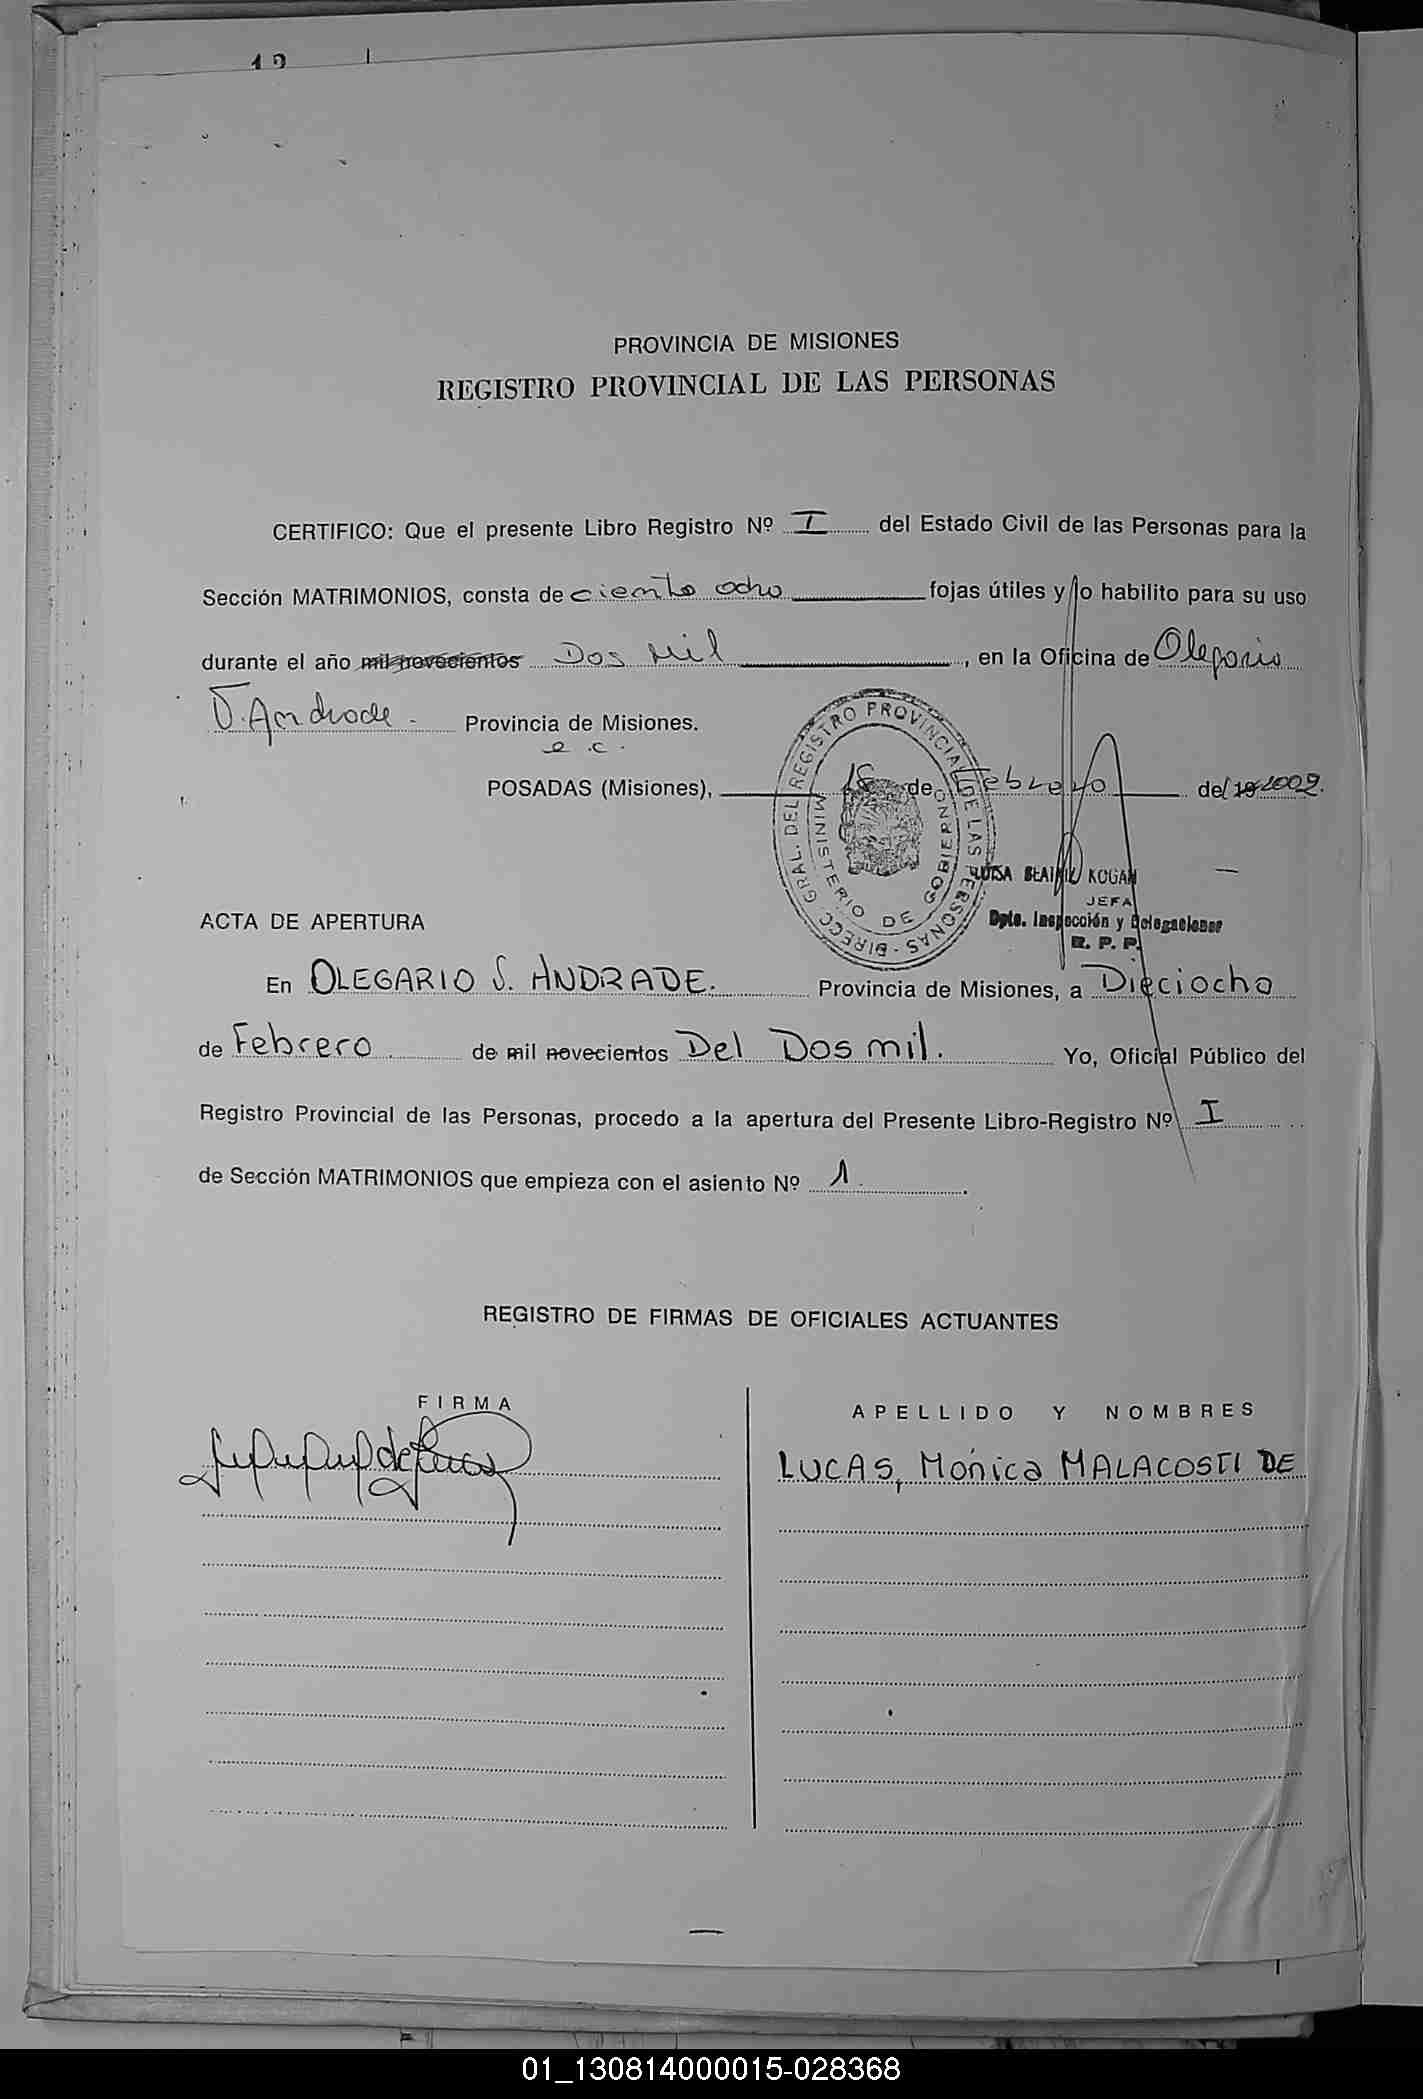 PROVINCIA DE MISIONES
REGISTRO PROVINCIAL DE LAS PERSONAS
CERTIFICO: Que el presente Libro Registro Nº I del Estado Civil de las Personas para la
Sección MATRIMONIOS, consta de ciento ocho fojas útiles y lo habilito para su uso
durante el año mil novecientos Dos Mil, en la Oficina de Olegario
V. Andrade. Provincia de Misiones.
e.c.
POSADAS (Misiones), 18 de Febrero de 19
DIRECC. GRAL. DEL REGISTRO PROVINCIAL DE LAS PERSONAS
MINISTERIO DE GOBIERNO
LUISA KOGAN
JEFA
Dpto. Inspección y Delegaciones
R. P. P.
ACTA DE APERTURA
En OLEGARIO V. ANDRADE. Provincia de Misiones, a Dieciocho
de Febrero de mil novecientos Del Dos mil. Yo, Oficial Público del
Registro Provincial de las Personas, procedo a la apertura del Presente Libro-Registro Nº I
de Sección MATRIMONIOS que empieza con el asiento Nº 1.
REGISTRO DE FIRMAS DE OFICIALES ACTUANTES
FIRMA
APELLIDO Y NOMBRES
LUCAS, Mónica MALACOSTI DE
01_130814000015-028368